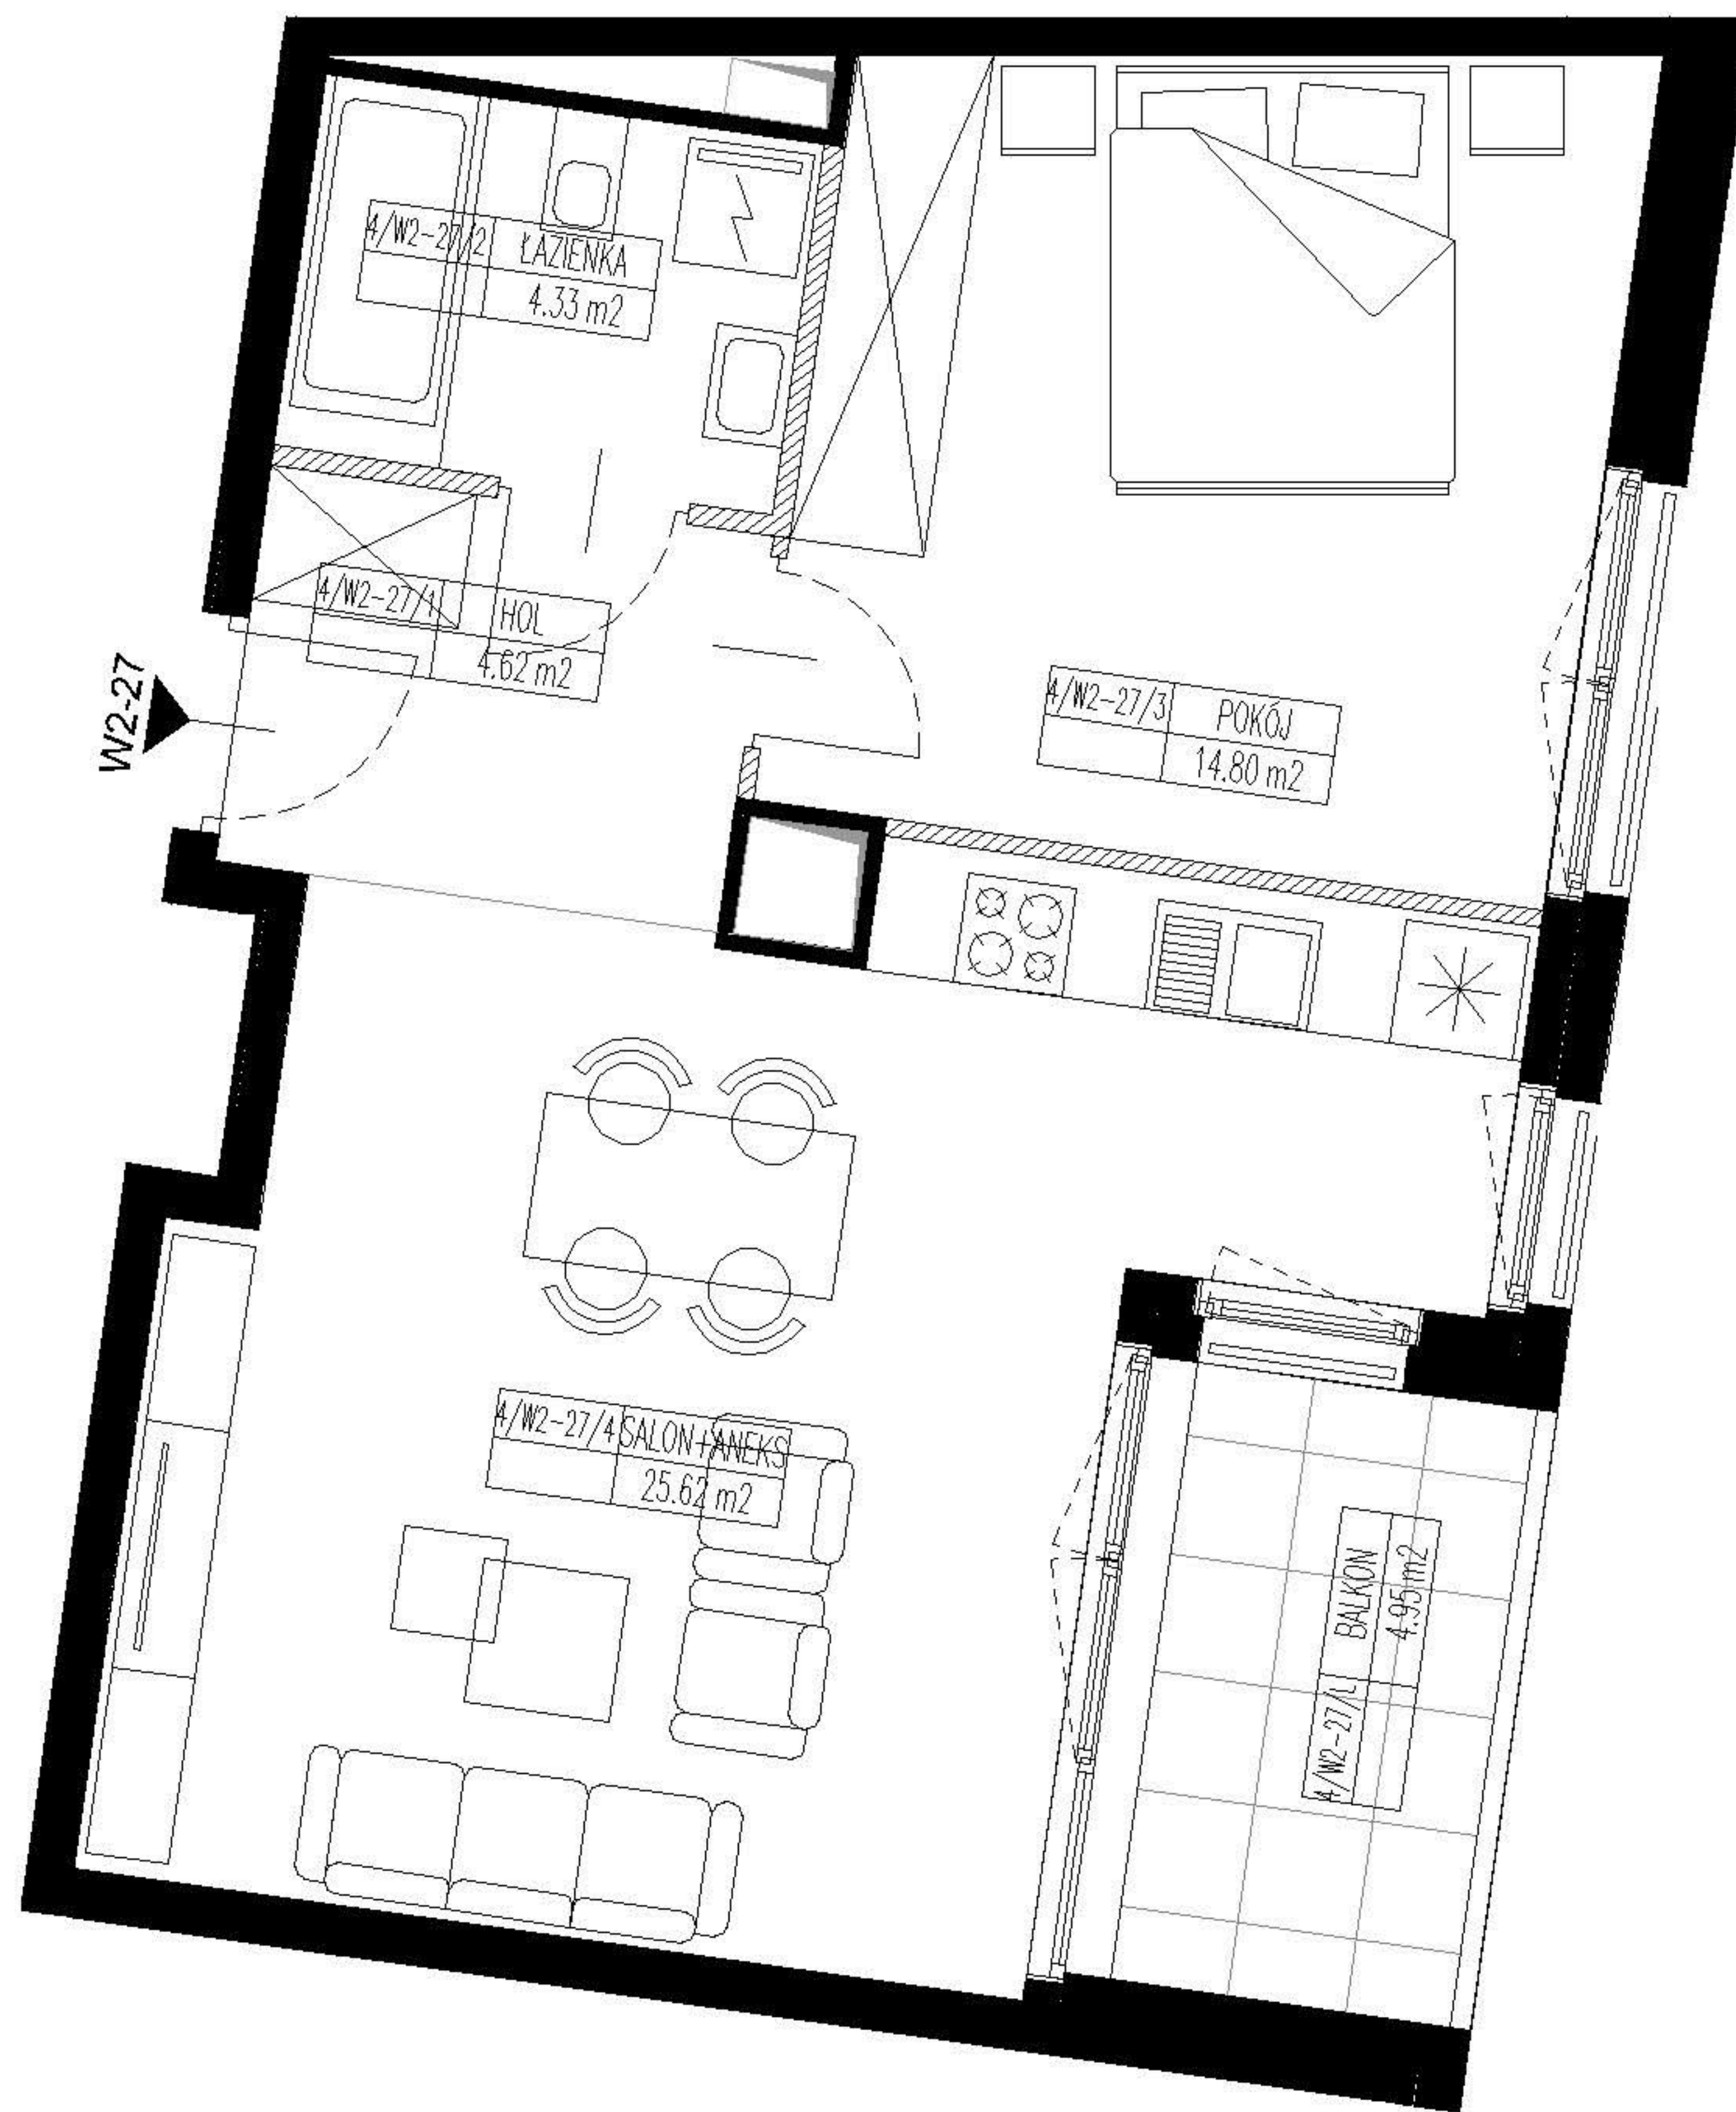 4/W2-27/2 ŁAZIENKA
4.33 m2
4/W2-27/1 HOL
4.62 m2
W2-27
4/W2-27/3 POKÓJ
14.80 m2
4/W2-27/4 SALON+ANEKS
25.62 m2
4/W2-27/L BALKON
4.95 m2